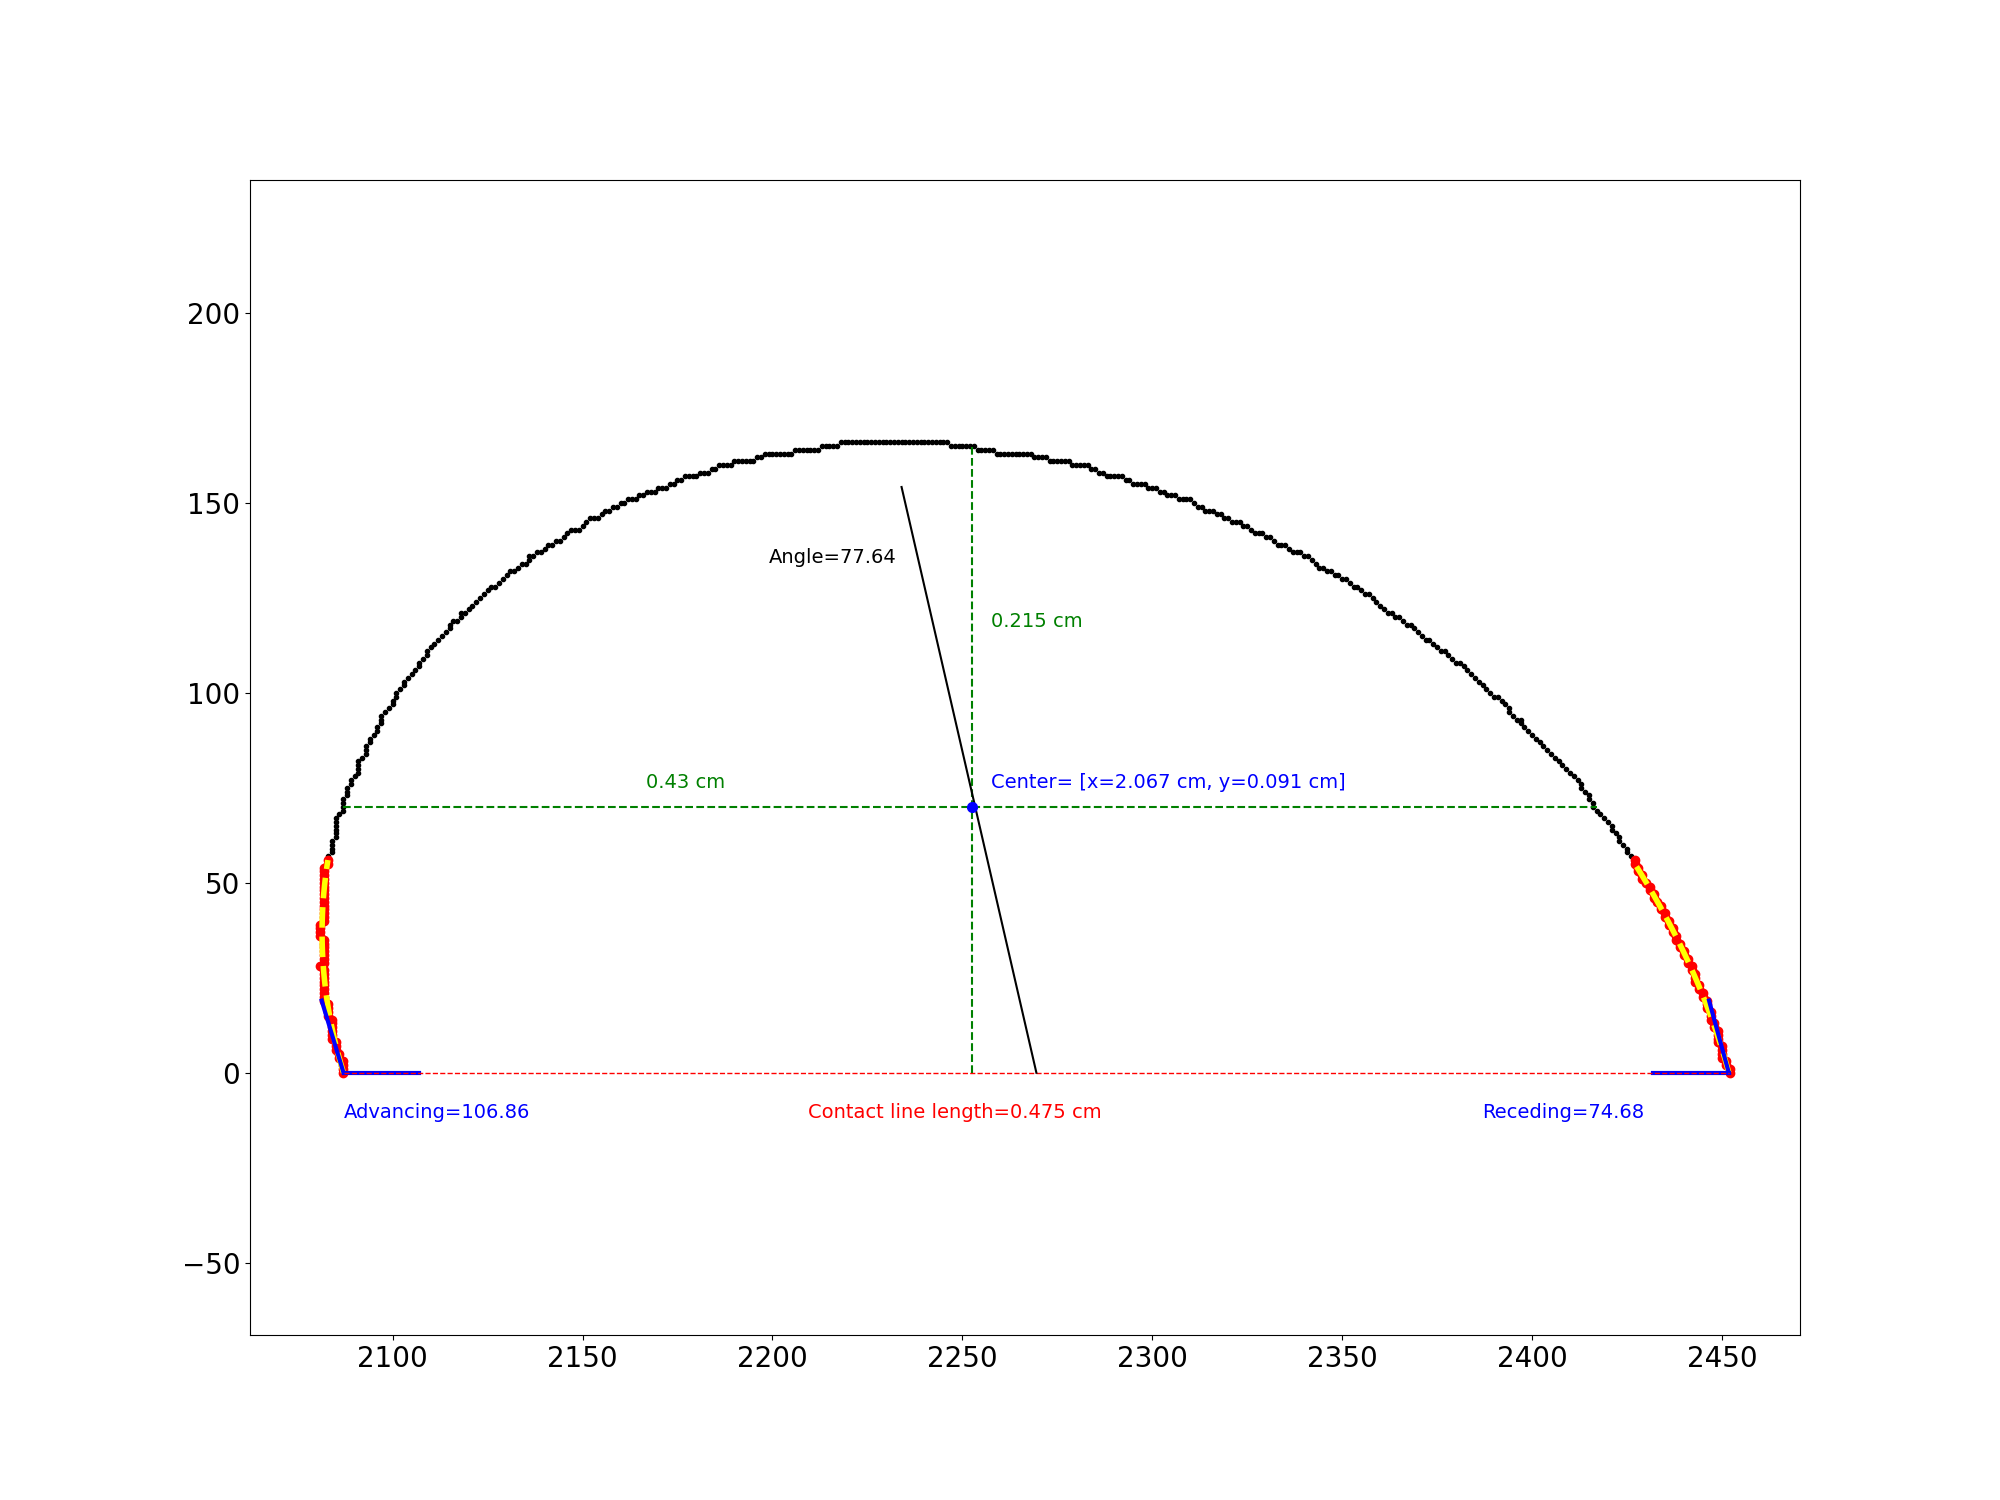 200
150
Angle=77.64
0.215 cm
100
0.43 cm
Center= [x=2.067 cm, y=0.091 cm]
50
0
Advancing=106.86
Contact line length=0.475 cm
Receding=74.68
−50
2100 2150 2200 2250 2300 2350 2400 2450